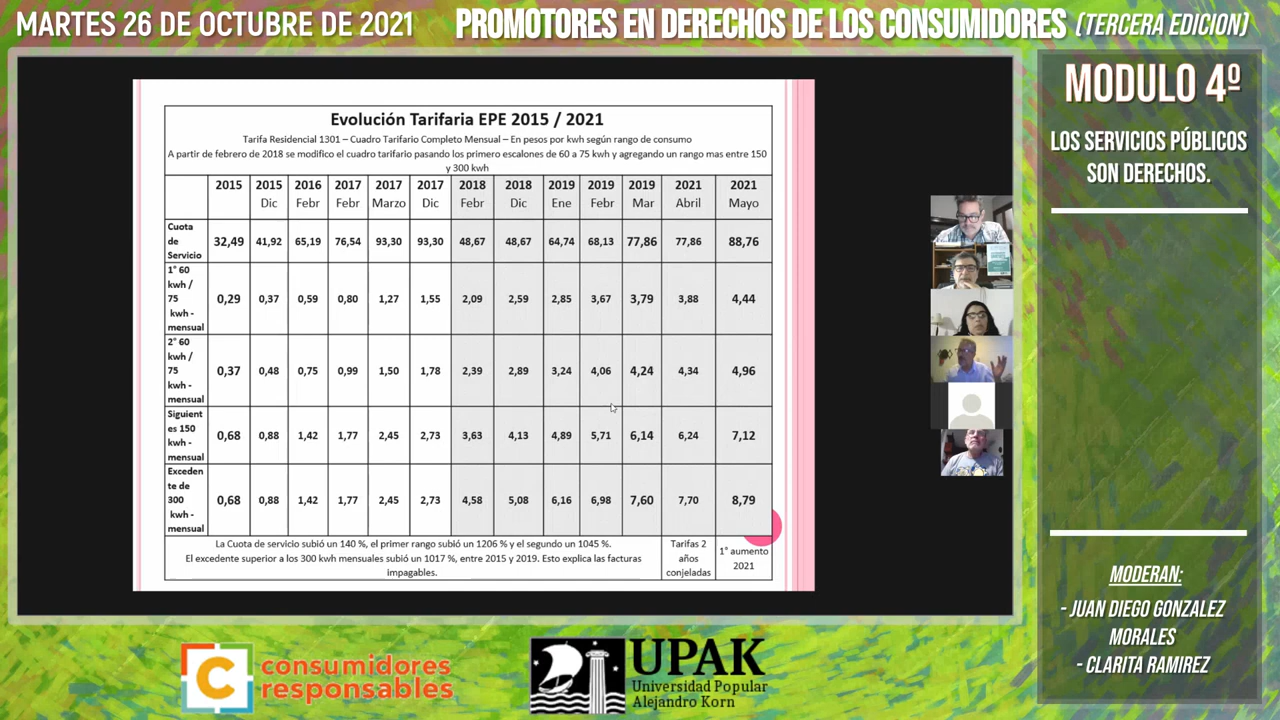 MARTES 26 DE OCTUBRE DE 2021
PROMOTORES EN DERECHOS DE LOS CONSUMIDORES (TERCERA EDICION)
Evolución Tarifaria EPE 2015 / 2021
Tarifa Residencial 1301 – Cuadro Tarifario Completo Mensual – En pesos por kwh según rango de consumo
A partir de febrero de 2018 se modifico el cuadro tarifario pasando los primero escalones de 60 a 75 kwh y agregando un rango mas entre 150
y 300 kwh
2015 2015 2016 2017 2017 2017 2018 2018 2019 2019 2019 2021 2021
Dic Febr Febr Marzo Dic Febr Dic Ene Febr Mar Abril Mayo
Cuota
de
Servicio
32,49 41,92 65,19 76,54 93,30 93,30 48,67 48,67 64,74 68,13 77,86 77,86 88,76
1° 60
kwh /
75
kwh -
mensual
0,29 0,37 0,59 0,80 1,27 1,55 2,09 2,59 2,85 3,67 3,79 3,88 4,44
2° 60
kwh /
75
kwh -
mensual
0,37 0,48 0,75 0,99 1,50 1,78 2,39 2,89 3,24 4,06 4,24 4,34 4,96
Siguient
es 150
kwh -
mensual
0,68 0,88 1,42 1,77 2,45 2,73 3,63 4,13 4,89 5,71 6,14 6,24 7,12
Exceden
te de
300
kwh -
mensual
0,68 0,88 1,42 1,77 2,45 2,73 4,58 5,08 6,16 6,98 7,60 7,70 8,79
La Cuota de servicio subió un 140 %, el primer rango subió un 1206 % y el segundo un 1045 %.
El excedente superior a los 300 kwh mensuales subió un 1017 %, entre 2015 y 2019. Esto explica las facturas
impagables.
Tarifas 2
años
conjeladas
1° aumento
2021
MODULO 4º
LOS SERVICIOS PÚBLICOS
SON DERECHOS.
MODERAN:
- JUAN DIEGO GONZALEZ
MORALES
- CLARITA RAMIREZ
C
consumidores
responsables
UPAK
Universidad Popular
Alejandro Korn